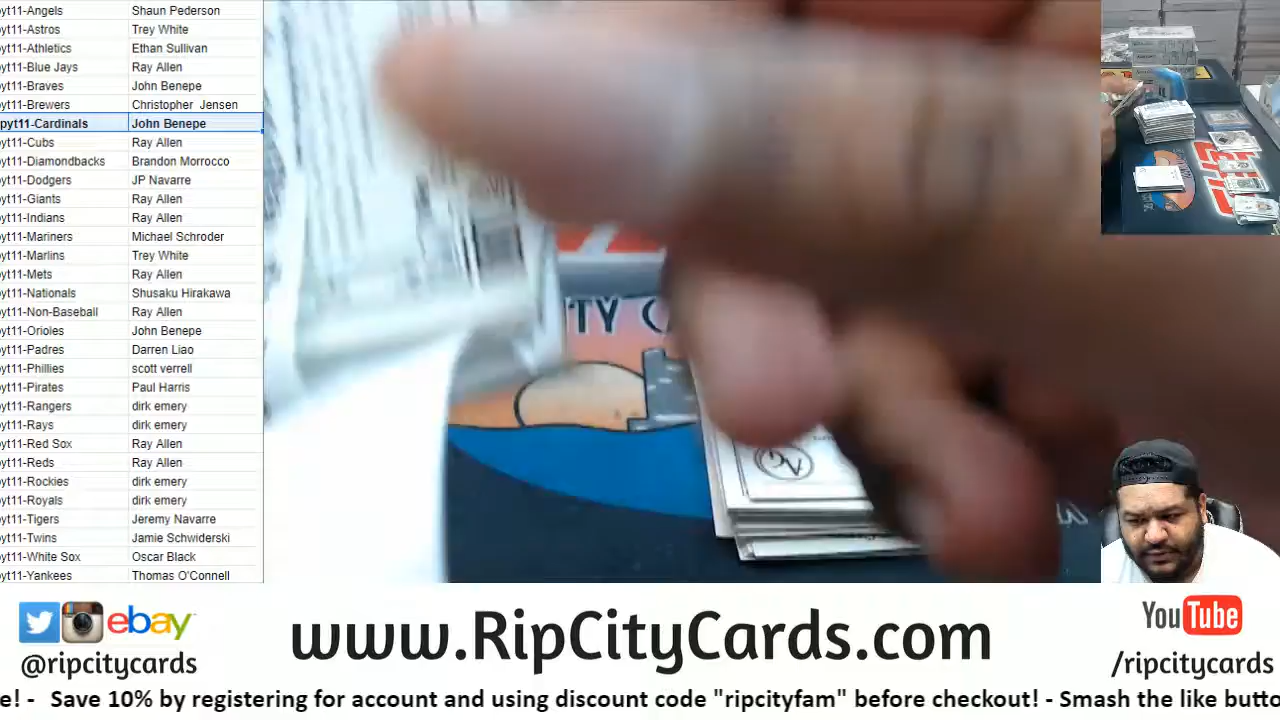 yt11-Angels Shaun Pederson
yt11-Astros Trey White
yt11-Athletics Ethan Sullivan
yt11-Blue Jays Ray Allen
yt11-Braves John Benepe
yt11-Brewers Christopher Jensen
pyt11-Cardinals John Benepe
yt11-Cubs Ray Allen
yt11-Diamondbacks Brandon Morrocco
yt11-Dodgers JP Navarre
yt11-Giants Ray Allen
yt11-Indians Ray Allen
yt11-Mariners Michael Schroder
yt11-Marlins Trey White
yt11-Mets Ray Allen
yt11-Nationals Shusaku Hirakawa
yt11-Non-Baseball Ray Allen
yt11-Orioles John Benepe
yt11-Padres Darren Liao
yt11-Phillies scott verrell
yt11-Pirates Paul Harris
yt11-Rangers dirk emery
yt11-Rays dirk emery
yt11-Red Sox Ray Allen
yt11-Reds Ray Allen
yt11-Rockies dirk emery
yt11-Royals dirk emery
yt11-Tigers Jeremy Navarre
yt11-Twins Jamie Schwiderski
yt11-White Sox Oscar Black
yt11-Yankees Thomas O'Connell
TY C
AG
ebay
@ripcitycards
www.RipCityCards.com
YouTube
/ripcitycards
e! - Save 10% by registering for account and using discount code "ripcityfam" before checkout! - Smash the like butto